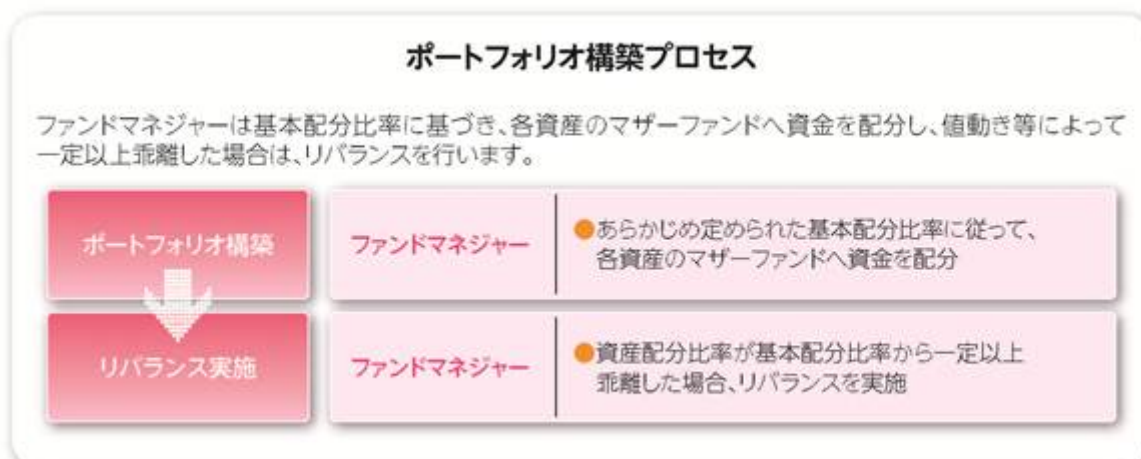 ポートフォリオ構築プロセス
ファンドマネジャーは基本配分比率に基づき、各資産のマザーファンドへ資金を配分し、値動き等によって
一定以上乖離した場合は、リバランスを行います。
ポートフォリオ構築
ファンドマネジャー
●あらかじめ定められた基本配分比率に従って、
各資産のマザーファンドへ資金を配分
リバランス実施
ファンドマネジャー
●資産配分比率が基本配分比率から一定以上
乖離した場合、リバランスを実施